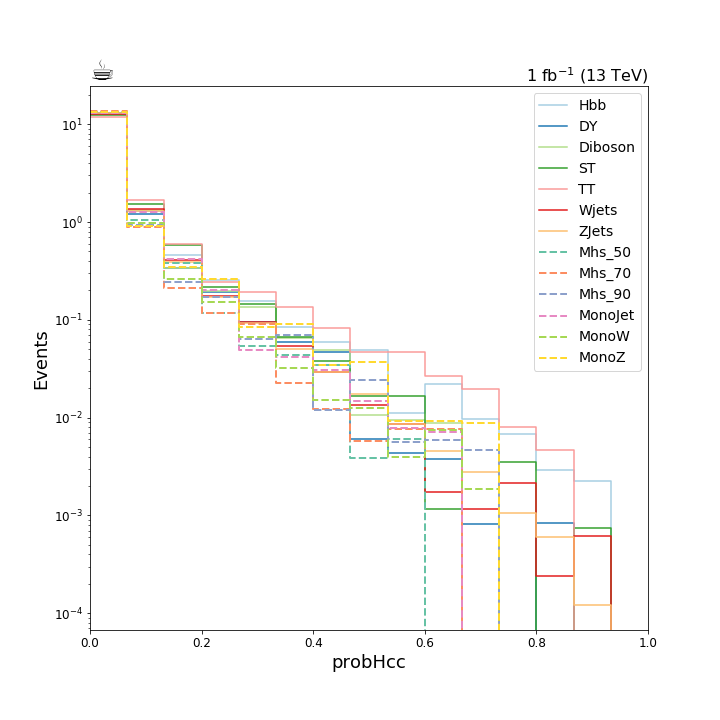 ☕ 1 fb⁻¹ (13 TeV)
Hbb
DY
Diboson
ST
TT
Wjets
ZJets
Mhs_50
Mhs_70
Mhs_90
MonoJet
MonoW
MonoZ
Events
10¹
10⁰
10⁻¹
10⁻²
10⁻³
10⁻⁴
0.0 0.2 0.4 0.6 0.8 1.0
probHcc